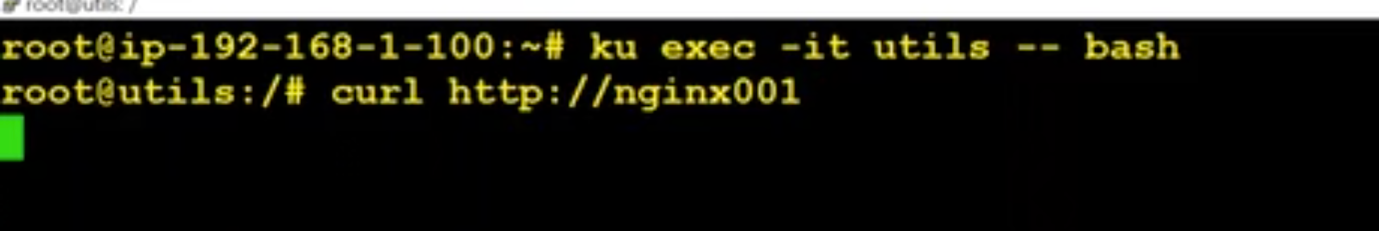 root@utils: /
root@ip-192-168-1-100:~# ku exec -it utils -- bash
root@utils:/# curl http://nginx001